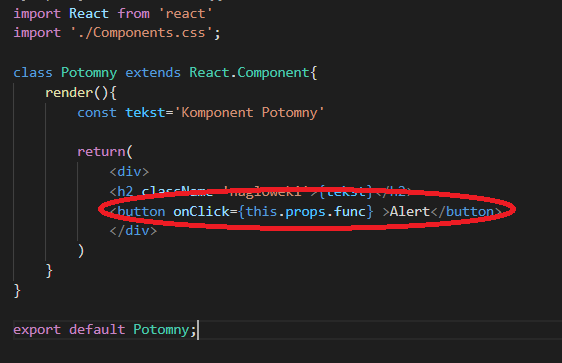 import React from 'react'
import './Components.css';
class Potomny extends React.Component{
render(){
const tekst='Komponent Potomny'
return(
<div>
<h2 className='naglowek1'>{tekst}</h2>
<button onClick={this.props.func} >Alert</button>
</div>
)
}
}
export default Potomny;